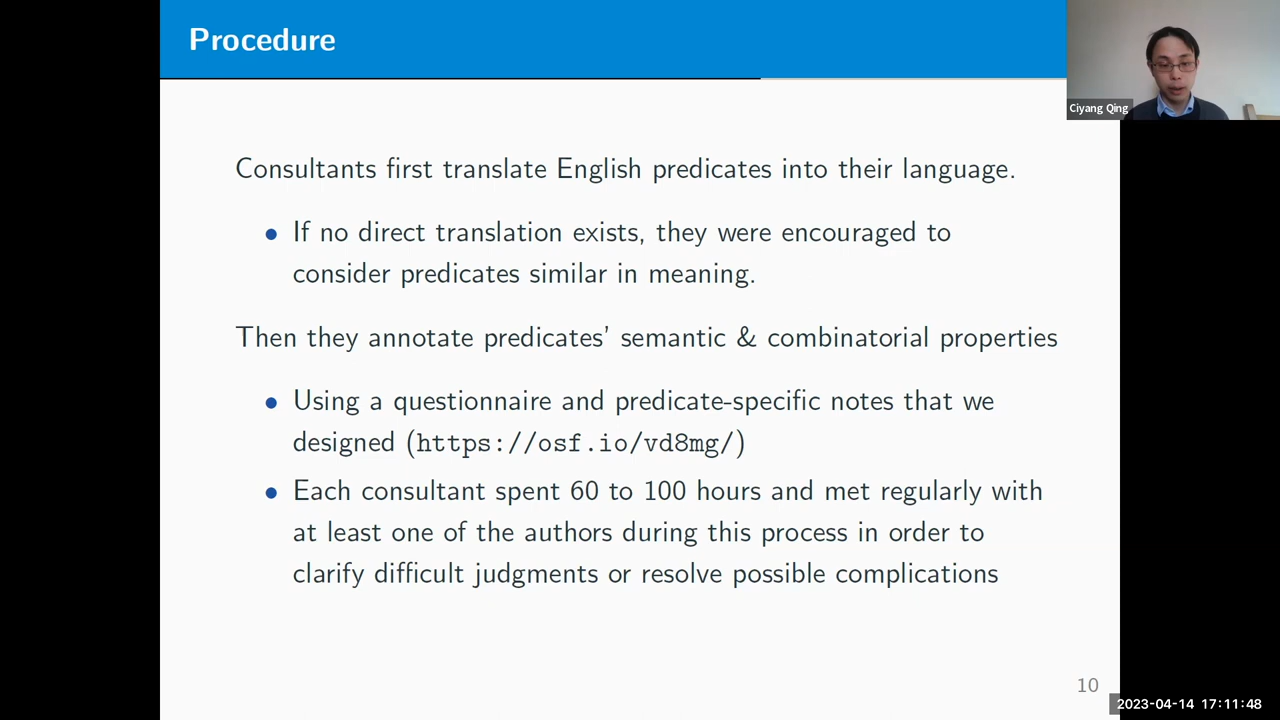 Procedure
Ciyang Qing
Consultants first translate English predicates into their language.
• If no direct translation exists, they were encouraged to
consider predicates similar in meaning.
Then they annotate predicates’ semantic & combinatorial properties
• Using a questionnaire and predicate-specific notes that we
designed (https://osf.io/vd8mg/)
• Each consultant spent 60 to 100 hours and met regularly with
at least one of the authors during this process in order to
clarify difficult judgments or resolve possible complications
10
2023-04-14 17:11:48